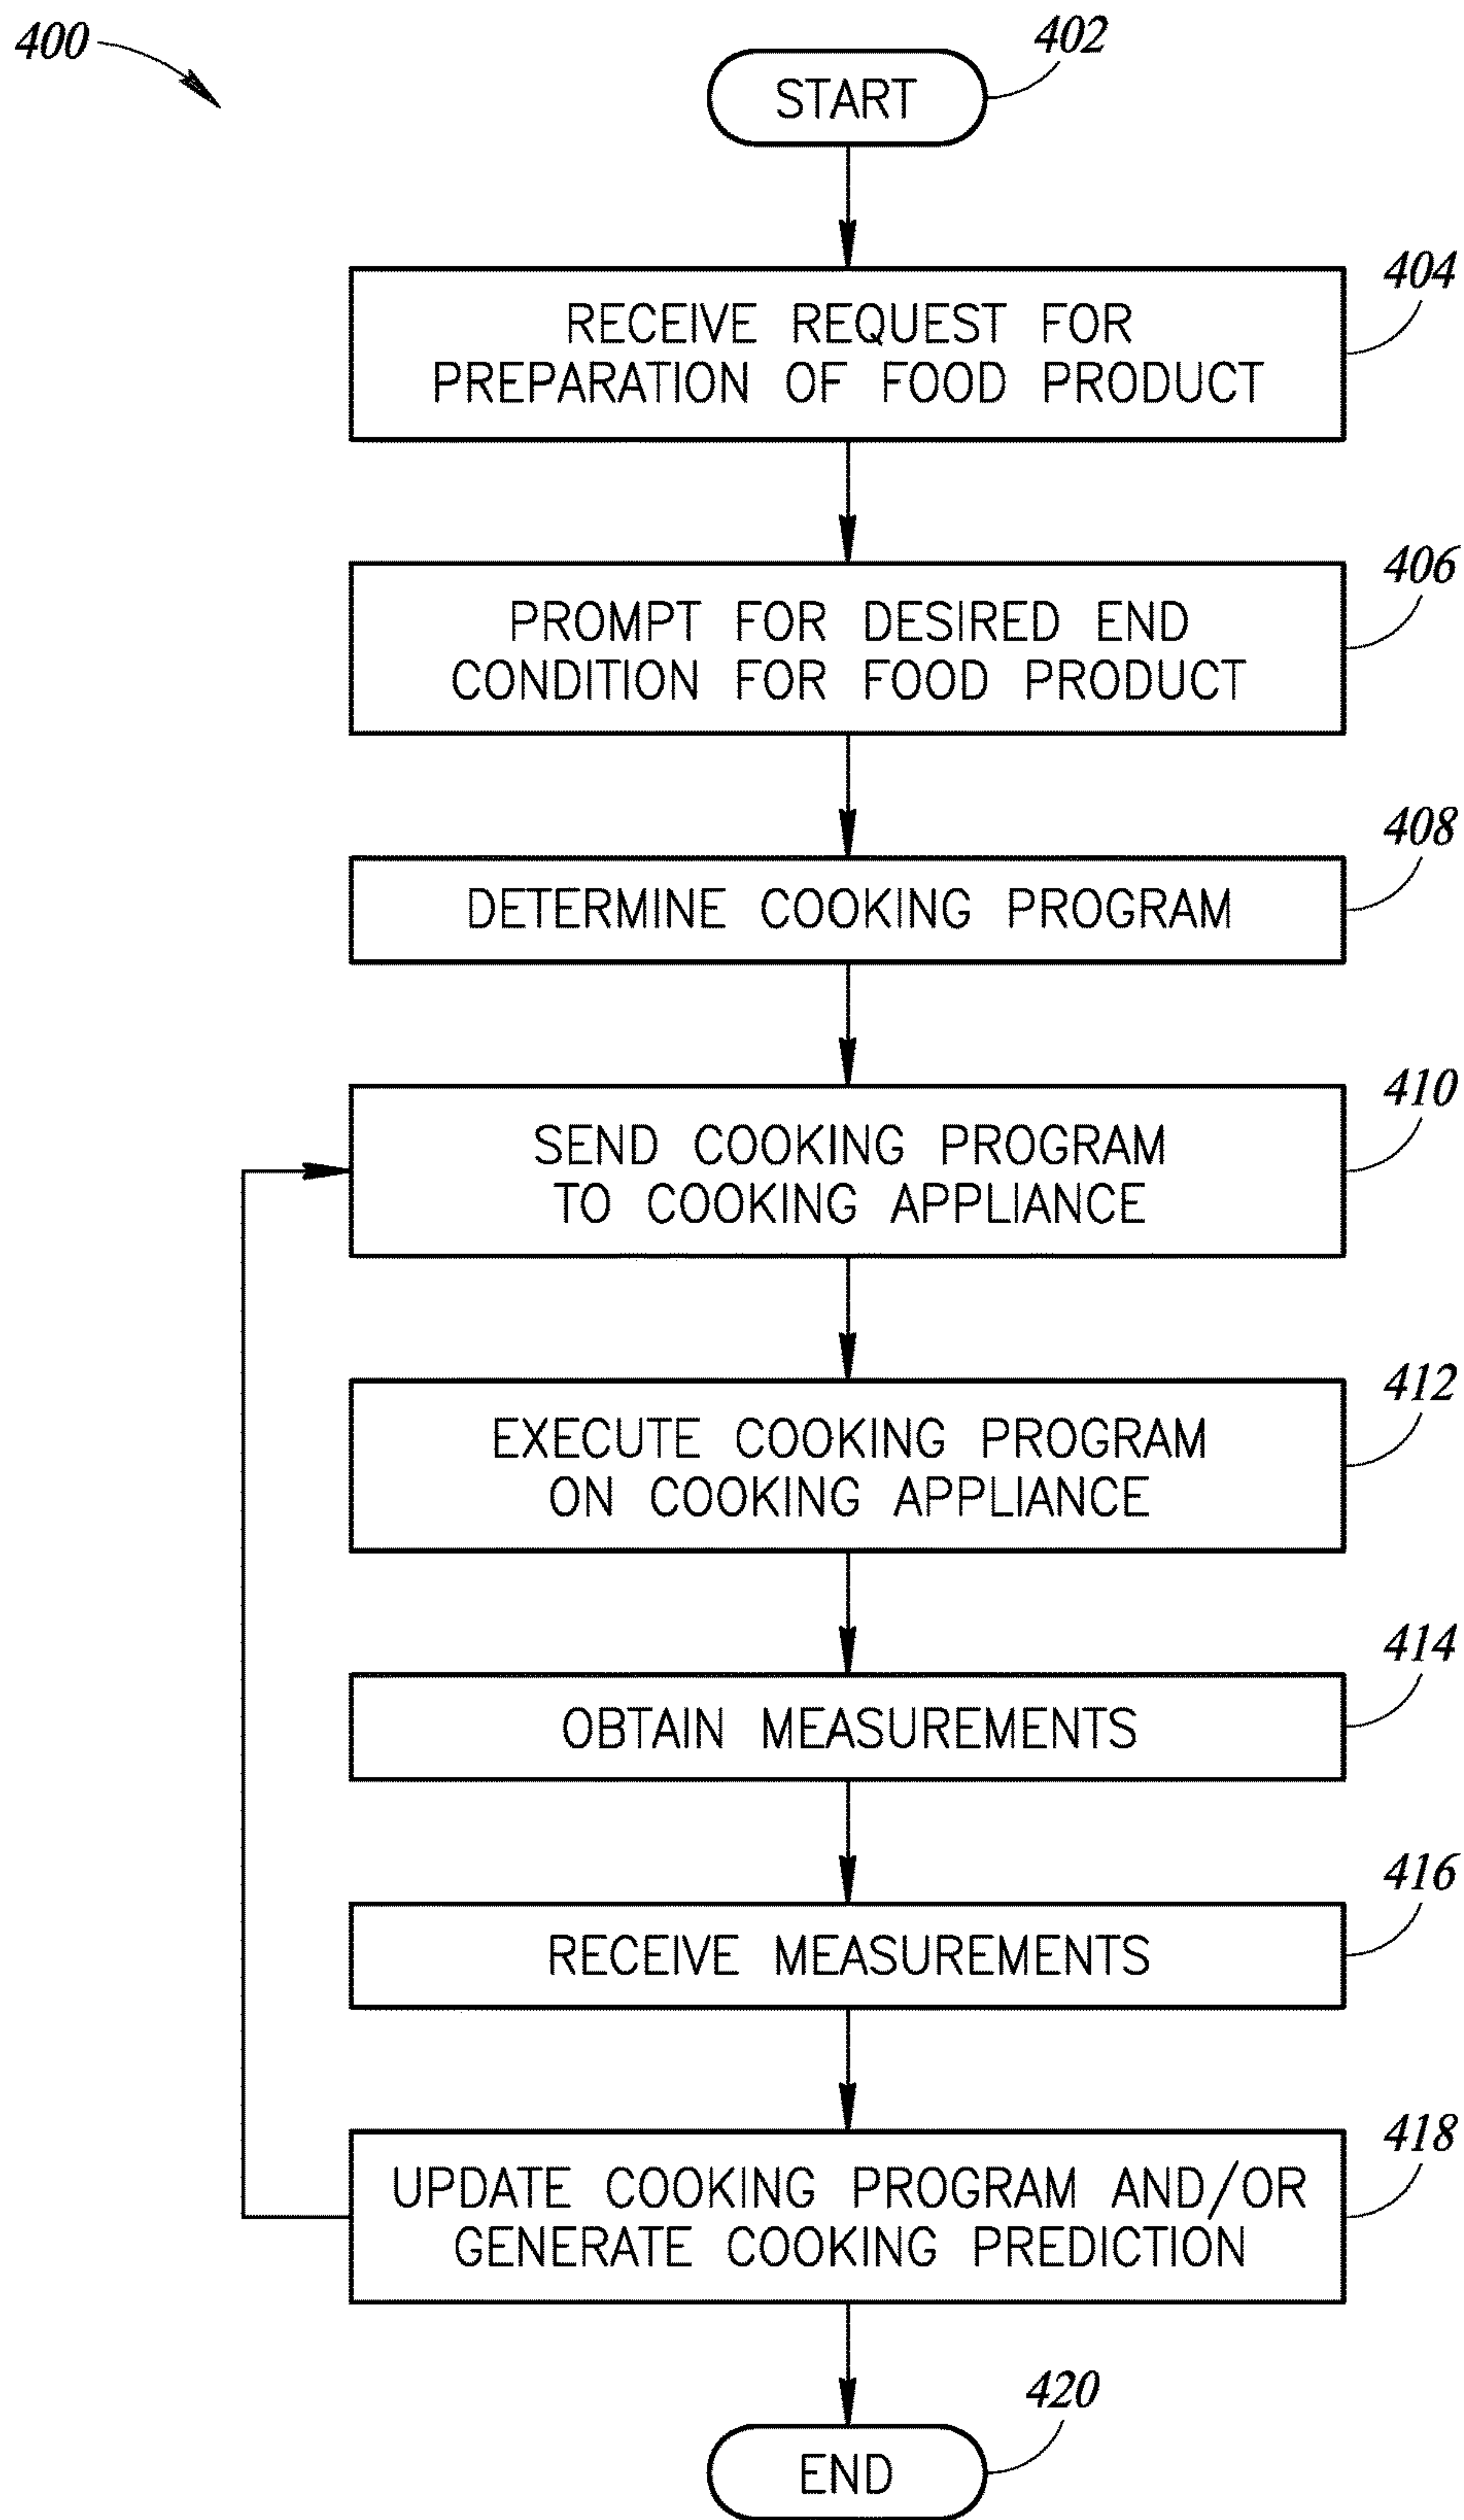 400
402
START
404
RECEIVE REQUEST FOR
PREPARATION OF FOOD PRODUCT
406
PROMPT FOR DESIRED END
CONDITION FOR FOOD PRODUCT
408
DETERMINE COOKING PROGRAM
410
SEND COOKING PROGRAM
TO COOKING APPLIANCE
412
EXECUTE COOKING PROGRAM
ON COOKING APPLIANCE
414
OBTAIN MEASUREMENTS
416
RECEIVE MEASUREMENTS
418
UPDATE COOKING PROGRAM AND/OR
GENERATE COOKING PREDICTION
420
END